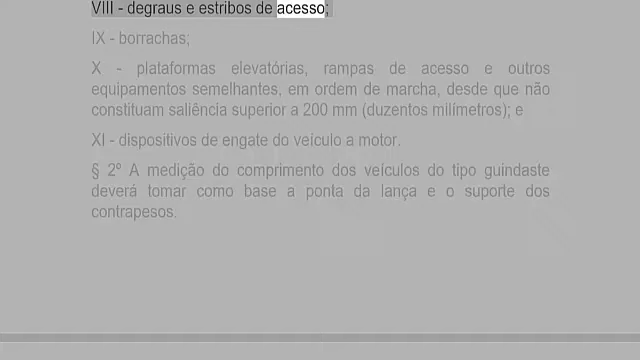 VIII - degraus e estribos de acesso;
IX - borrachas;
X - plataformas elevatórias, rampas de acesso e outros
equipamentos semelhantes, em ordem de marcha, desde que não
constituam saliência superior a 200 mm (duzentos milímetros); e
XI - dispositivos de engate do veículo a motor.
§ 2º A medição do comprimento dos veículos do tipo guindaste
deverá tomar como base a ponta da lança e o suporte dos
contrapesos.